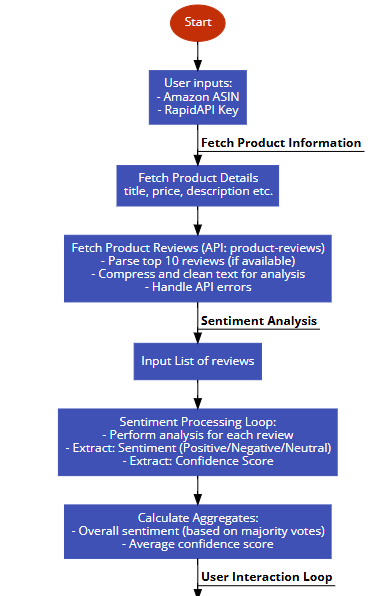 Start
User inputs:
- Amazon ASIN
- RapidAPI Key
Fetch Product Information
Fetch Product Details
title, price, description etc.
Fetch Product Reviews (API: product-reviews)
- Parse top 10 reviews (if available)
- Compress and clean text for analysis
- Handle API errors
Sentiment Analysis
Input List of reviews
Sentiment Processing Loop:
- Perform analysis for each review
- Extract: Sentiment (Positive/Negative/Neutral)
- Extract: Confidence Score
Calculate Aggregates:
- Overall sentiment (based on majority votes)
- Average confidence score
User Interaction Loop